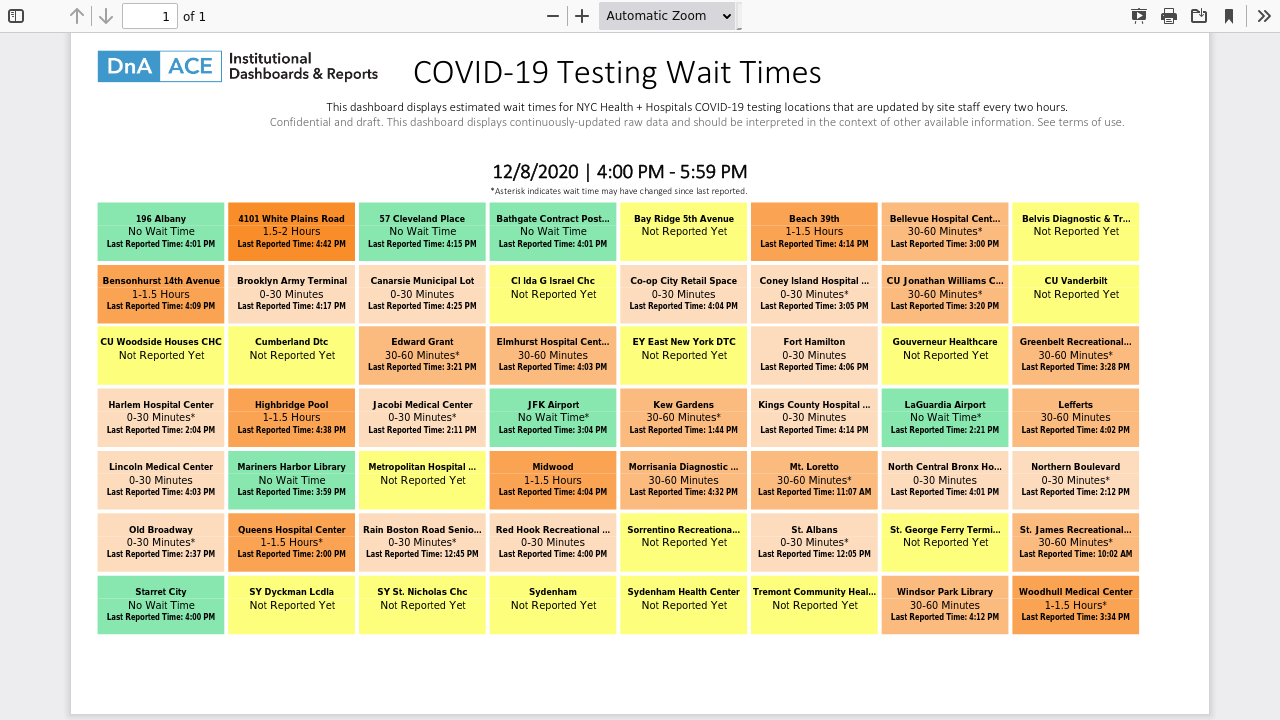 1 of 1 Automatic Zoom
DnA ACE Institutional Dashboards & Reports
COVID-19 Testing Wait Times
This dashboard displays estimated wait times for NYC Health + Hospitals COVID-19 testing locations that are updated by site staff every two hours.
Confidential and draft. This dashboard displays continuously-updated raw data and should be interpreted in the context of other available information. See terms of use.
12/8/2020 | 4:00 PM - 5:59 PM
*Asterisk indicates wait time may have changed since last reported.
196 Albany
No Wait Time
Last Reported Time: 4:01 PM
4101 White Plains Road
1.5-2 Hours
Last Reported Time: 4:42 PM
57 Cleveland Place
No Wait Time
Last Reported Time: 4:15 PM
Bathgate Contract Post...
No Wait Time
Last Reported Time: 4:01 PM
Bay Ridge 5th Avenue
Not Reported Yet
Beach 39th
1-1.5 Hours
Last Reported Time: 4:14 PM
Bellevue Hospital Cent...
30-60 Minutes*
Last Reported Time: 3:00 PM
Belvis Diagnostic & Tr...
Not Reported Yet
Bensonhurst 14th Avenue
1-1.5 Hours
Last Reported Time: 4:09 PM
Brooklyn Army Terminal
0-30 Minutes
Last Reported Time: 4:17 PM
Canarsie Municipal Lot
0-30 Minutes
Last Reported Time: 4:25 PM
Cl Ida G Israel Chc
Not Reported Yet
Co-op City Retail Space
0-30 Minutes
Last Reported Time: 4:04 PM
Coney Island Hospital ...
0-30 Minutes*
Last Reported Time: 3:05 PM
CU Jonathan Williams C...
30-60 Minutes*
Last Reported Time: 3:20 PM
CU Vanderbilt
Not Reported Yet
CU Woodside Houses CHC
Not Reported Yet
Cumberland Dtc
Not Reported Yet
Edward Grant
30-60 Minutes*
Last Reported Time: 3:21 PM
Elmhurst Hospital Cent...
30-60 Minutes
Last Reported Time: 4:03 PM
EY East New York DTC
Not Reported Yet
Fort Hamilton
0-30 Minutes
Last Reported Time: 4:06 PM
Gouverneur Healthcare
Not Reported Yet
Greenbelt Recreational...
30-60 Minutes*
Last Reported Time: 3:28 PM
Harlem Hospital Center
0-30 Minutes*
Last Reported Time: 2:04 PM
Highbridge Pool
1-1.5 Hours
Last Reported Time: 4:38 PM
Jacobi Medical Center
0-30 Minutes*
Last Reported Time: 2:11 PM
JFK Airport
No Wait Time*
Last Reported Time: 3:04 PM
Kew Gardens
30-60 Minutes*
Last Reported Time: 1:44 PM
Kings County Hospital ...
0-30 Minutes
Last Reported Time: 4:14 PM
LaGuardia Airport
No Wait Time*
Last Reported Time: 2:21 PM
Lefferts
30-60 Minutes
Last Reported Time: 4:02 PM
Lincoln Medical Center
0-30 Minutes
Last Reported Time: 4:03 PM
Mariners Harbor Library
No Wait Time
Last Reported Time: 3:59 PM
Metropolitan Hospital ...
Not Reported Yet
Midwood
1-1.5 Hours
Last Reported Time: 4:04 PM
Morrisania Diagnostic ...
30-60 Minutes
Last Reported Time: 4:32 PM
Mt. Loretto
30-60 Minutes*
Last Reported Time: 11:07 AM
North Central Bronx Ho...
0-30 Minutes
Last Reported Time: 4:01 PM
Northern Boulevard
0-30 Minutes*
Last Reported Time: 2:12 PM
Old Broadway
0-30 Minutes*
Last Reported Time: 2:37 PM
Queens Hospital Center
1-1.5 Hours*
Last Reported Time: 2:00 PM
Rain Boston Road Senio...
0-30 Minutes*
Last Reported Time: 12:45 PM
Red Hook Recreational ...
0-30 Minutes
Last Reported Time: 4:00 PM
Sorrentino Recreationa...
Not Reported Yet
St. Albans
0-30 Minutes*
Last Reported Time: 12:05 PM
St. George Ferry Termi...
Not Reported Yet
St. James Recreational...
30-60 Minutes*
Last Reported Time: 10:02 AM
Starret City
No Wait Time
Last Reported Time: 4:00 PM
SY Dyckman Lcdla
Not Reported Yet
SY St. Nicholas Chc
Not Reported Yet
Sydenham
Not Reported Yet
Sydenham Health Center
Not Reported Yet
Tremont Community Heal...
Not Reported Yet
Windsor Park Library
30-60 Minutes
Last Reported Time: 4:12 PM
Woodhull Medical Center
1-1.5 Hours*
Last Reported Time: 3:34 PM